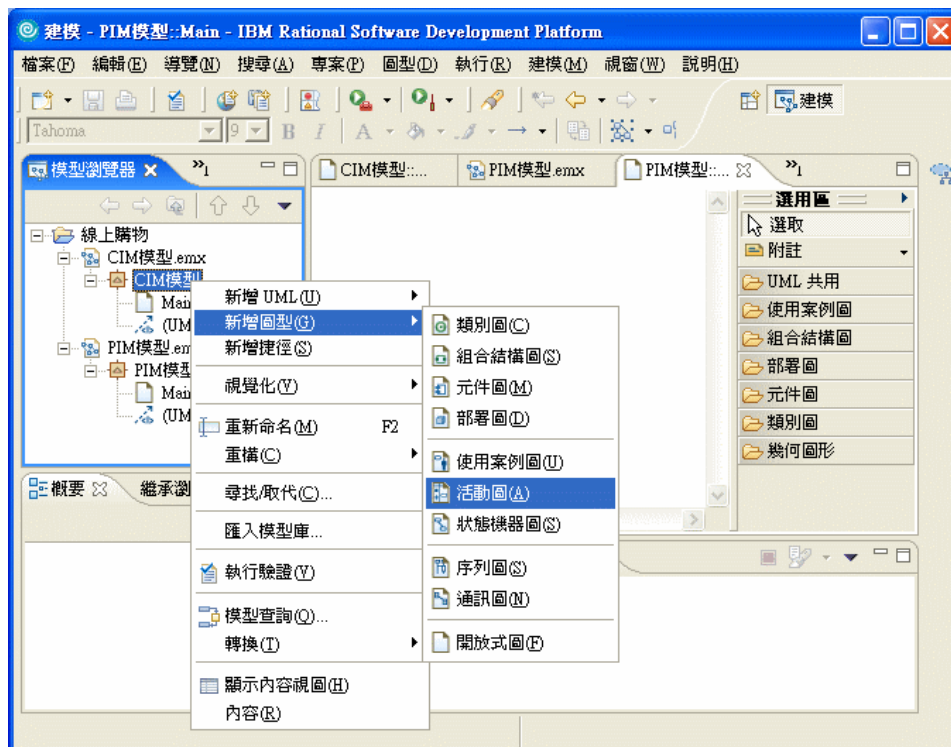 建模 - PIM模型::Main - IBM Rational Software Development Platform
檔案(F) 編輯(E) 導覽(N) 搜尋(A) 專案(P) 圖型(D) 執行(R) 建模(M) 視窗(W) 說明(H)
建模
Tahoma 9 B I A
模型瀏覽器 »1
CIM模型::... PIM模型.emx PIM模型::... »1
線上購物
CIM模型.emx
CIM模型
Main
(UM
PIM模型.em
PIM模型
Main
(UM
新增 UML(U)
新增圖型(G)
新增捷徑(S)
視覺化(V)
重新命名(M) F2
重構(C)
尋找/取代(C)...
匯入模型庫...
執行驗證(V)
模型查詢(Q)...
轉換(T)
顯示內容視圖(H)
內容(R)
類別圖(C)
組合結構圖(S)
元件圖(M)
部署圖(D)
使用案例圖(U)
活動圖(A)
狀態機器圖(S)
序列圖(S)
通訊圖(N)
開放式圖(F)
選用區
選取
附註
UML 共用
使用案例圖
組合結構圖
部署圖
元件圖
類別圖
幾何圖形
概要 繼承瀏